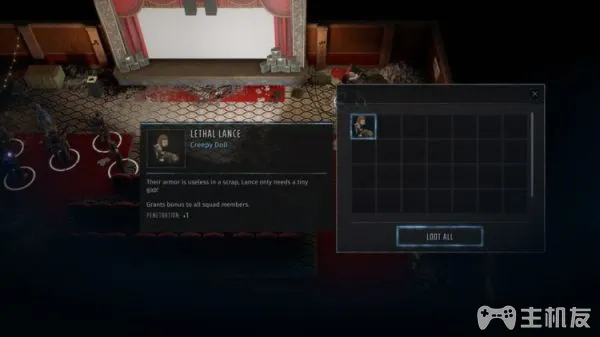 LETHAL LANCE
Creepy Doll
Their armor is useless in a scrap, Lance only needs a tiny
gap!
Grants bonus to all squad members.
PENETRATION: +1
LOOT ALL
主机友